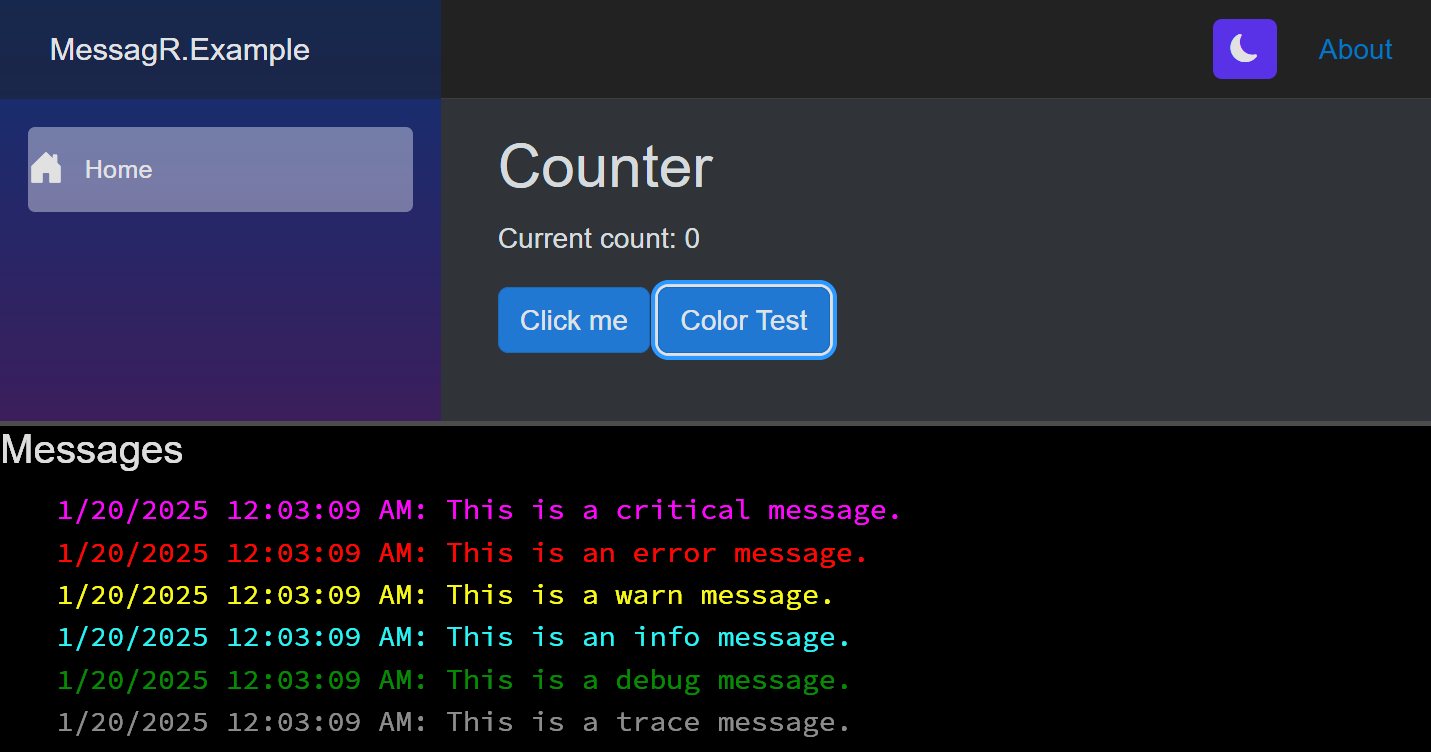 MessagR.Example
About
Home
Counter
Current count: 0
Click me
Color Test
Messages
1/20/2025 12:03:09 AM: This is a critical message.
1/20/2025 12:03:09 AM: This is an error message.
1/20/2025 12:03:09 AM: This is a warn message.
1/20/2025 12:03:09 AM: This is an info message.
1/20/2025 12:03:09 AM: This is a debug message.
1/20/2025 12:03:09 AM: This is a trace message.